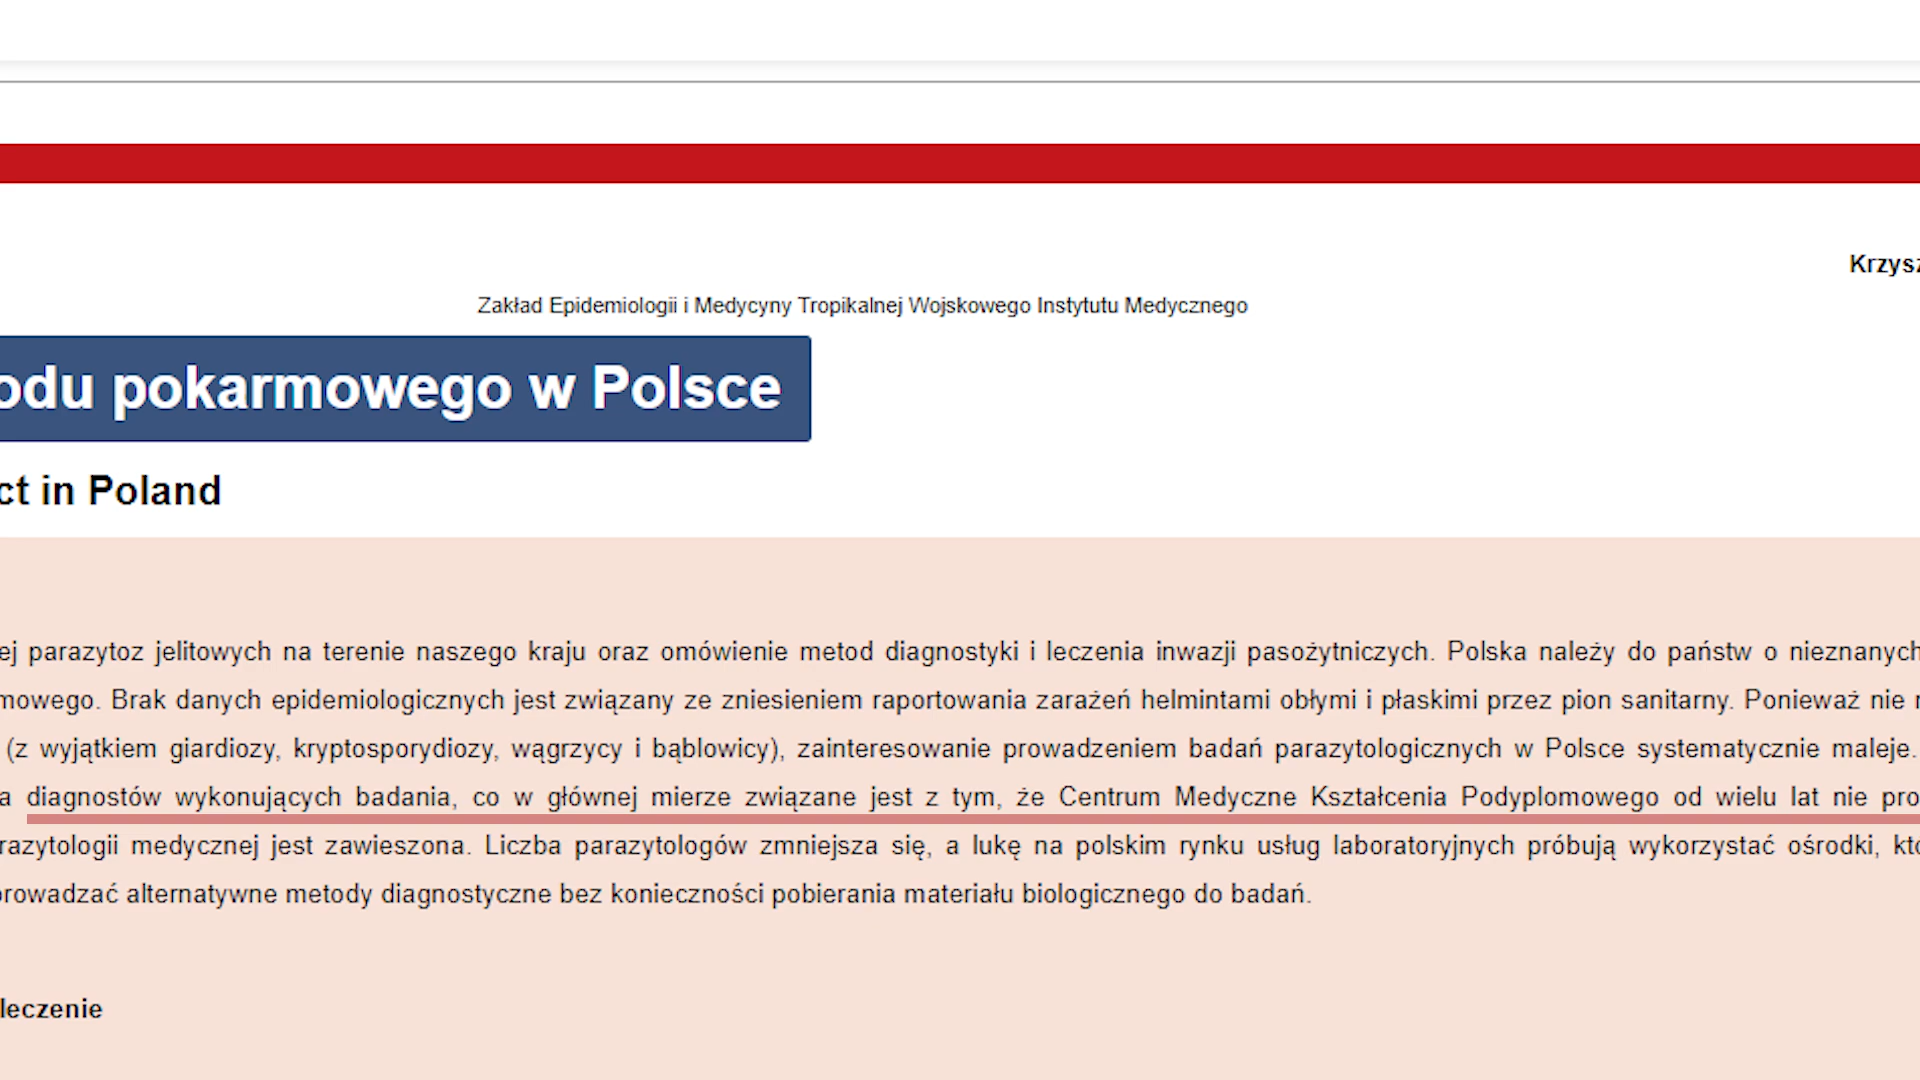 Krzysz
Zakład Epidemiologii i Medycyny Tropikalnej Wojskowego Instytutu Medycznego
odu pokarmowego w Polsce
ct in Poland
ej parazytoz jelitowych na terenie naszego kraju oraz omówienie metod diagnostyki i leczenia inwazji pasożytniczych. Polska należy do państw o nieznanych
mowego. Brak danych epidemiologicznych jest związany ze zniesieniem raportowania zarażeń helmintami obłymi i płaskimi przez pion sanitarny. Ponieważ nie
(z wyjątkiem giardiozy, kryptosporydiozy, wągrzycy i bąblowicy), zainteresowanie prowadzeniem badań parazytologicznych w Polsce systematycznie maleje.
a diagnostów wykonujących badania, co w głównej mierze związane jest z tym, że Centrum Medyczne Kształcenia Podyplomowego od wielu lat nie pro
razytologii medycznej jest zawieszona. Liczba parazytologów zmniejsza się, a lukę na polskim rynku usług laboratoryjnych próbują wykorzystać ośrodki, któ
prowadzać alternatywne metody diagnostyczne bez konieczności pobierania materiału biologicznego do badań.
leczenie